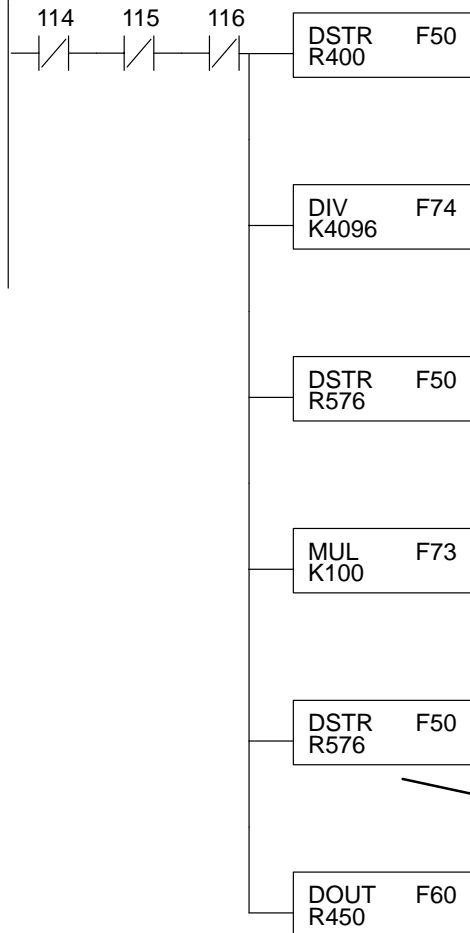 114 115 116
DSTR F50
R400
DIV F74
K4096
DSTR F50
R576
MUL F73
K100
DSTR F50
R576
DOUT F60
R450